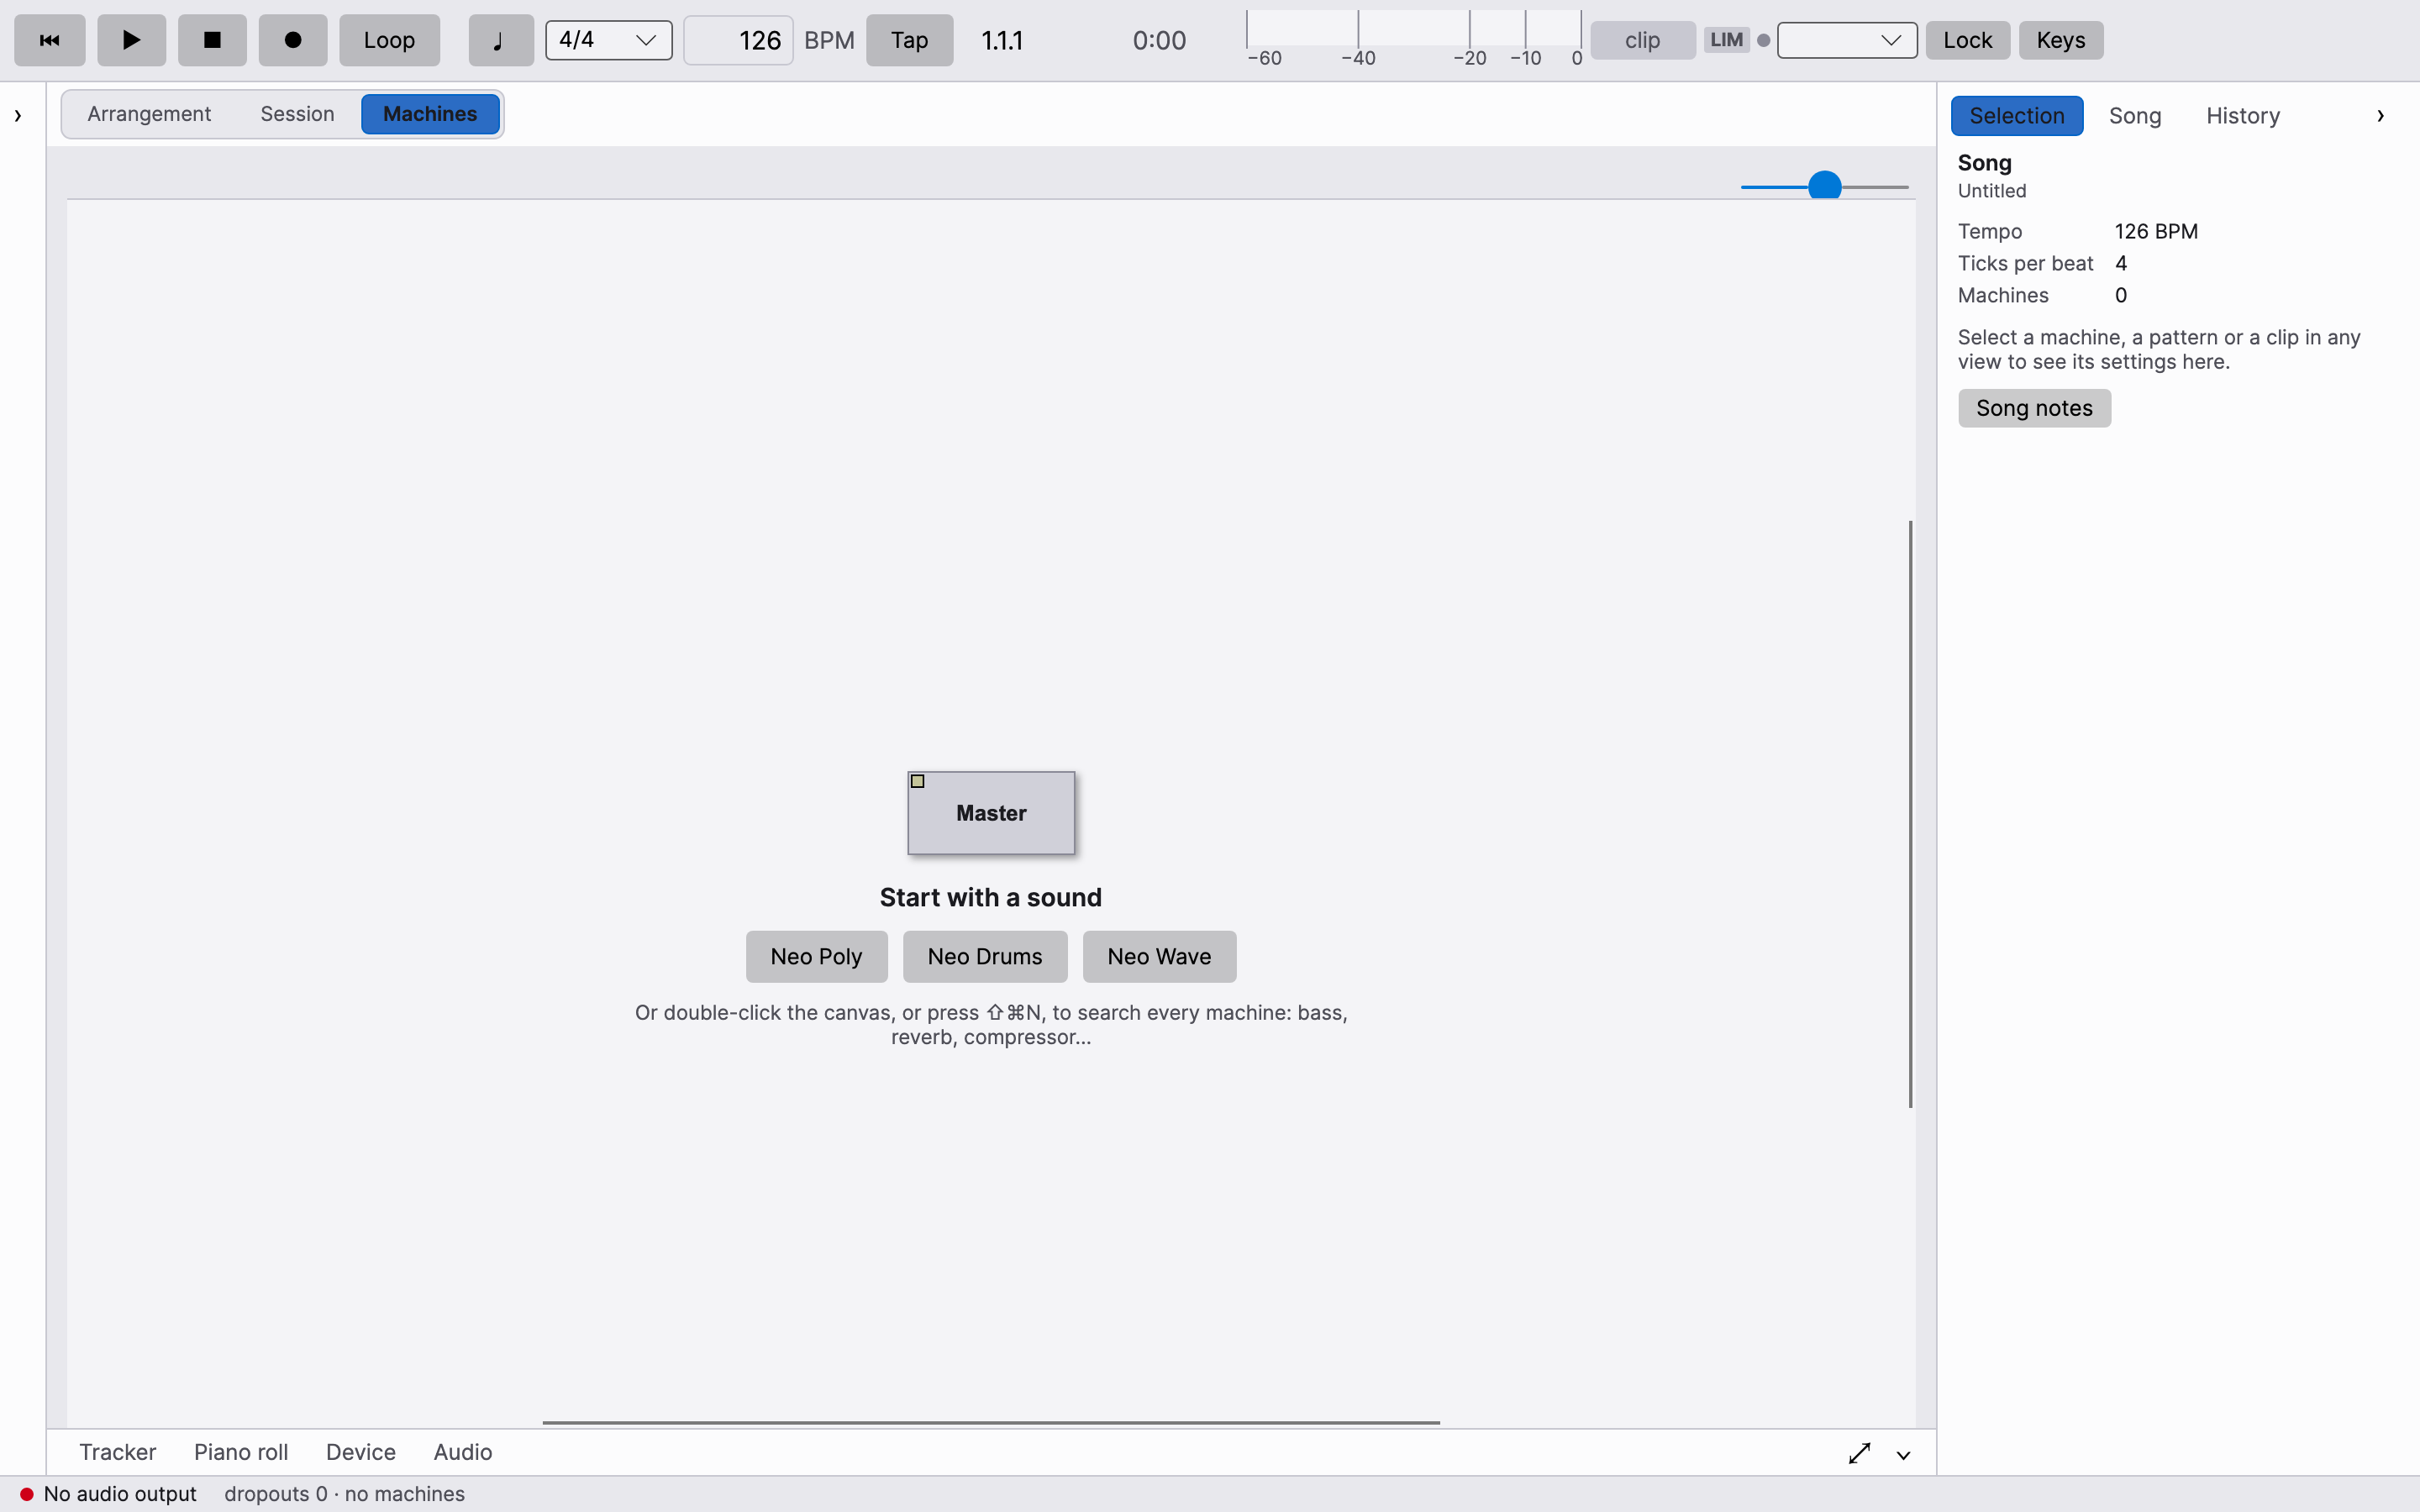 Loop
4/4
126 BPM
Tap
1.1.1
0:00
−60 −40 −20 −10 0
clip
LIM
Lock
Keys
Arrangement
Session
Machines
Selection
Song
History
Song
Untitled
Tempo 126 BPM
Ticks per beat 4
Machines 0
Select a machine, a pattern or a clip in any
view to see its settings here.
Song notes
Master
Start with a sound
Neo Poly
Neo Drums
Neo Wave
Or double-click the canvas, or press ⇧⌘N, to search every machine: bass,
reverb, compressor...
Tracker
Piano roll
Device
Audio
No audio output
dropouts 0 · no machines